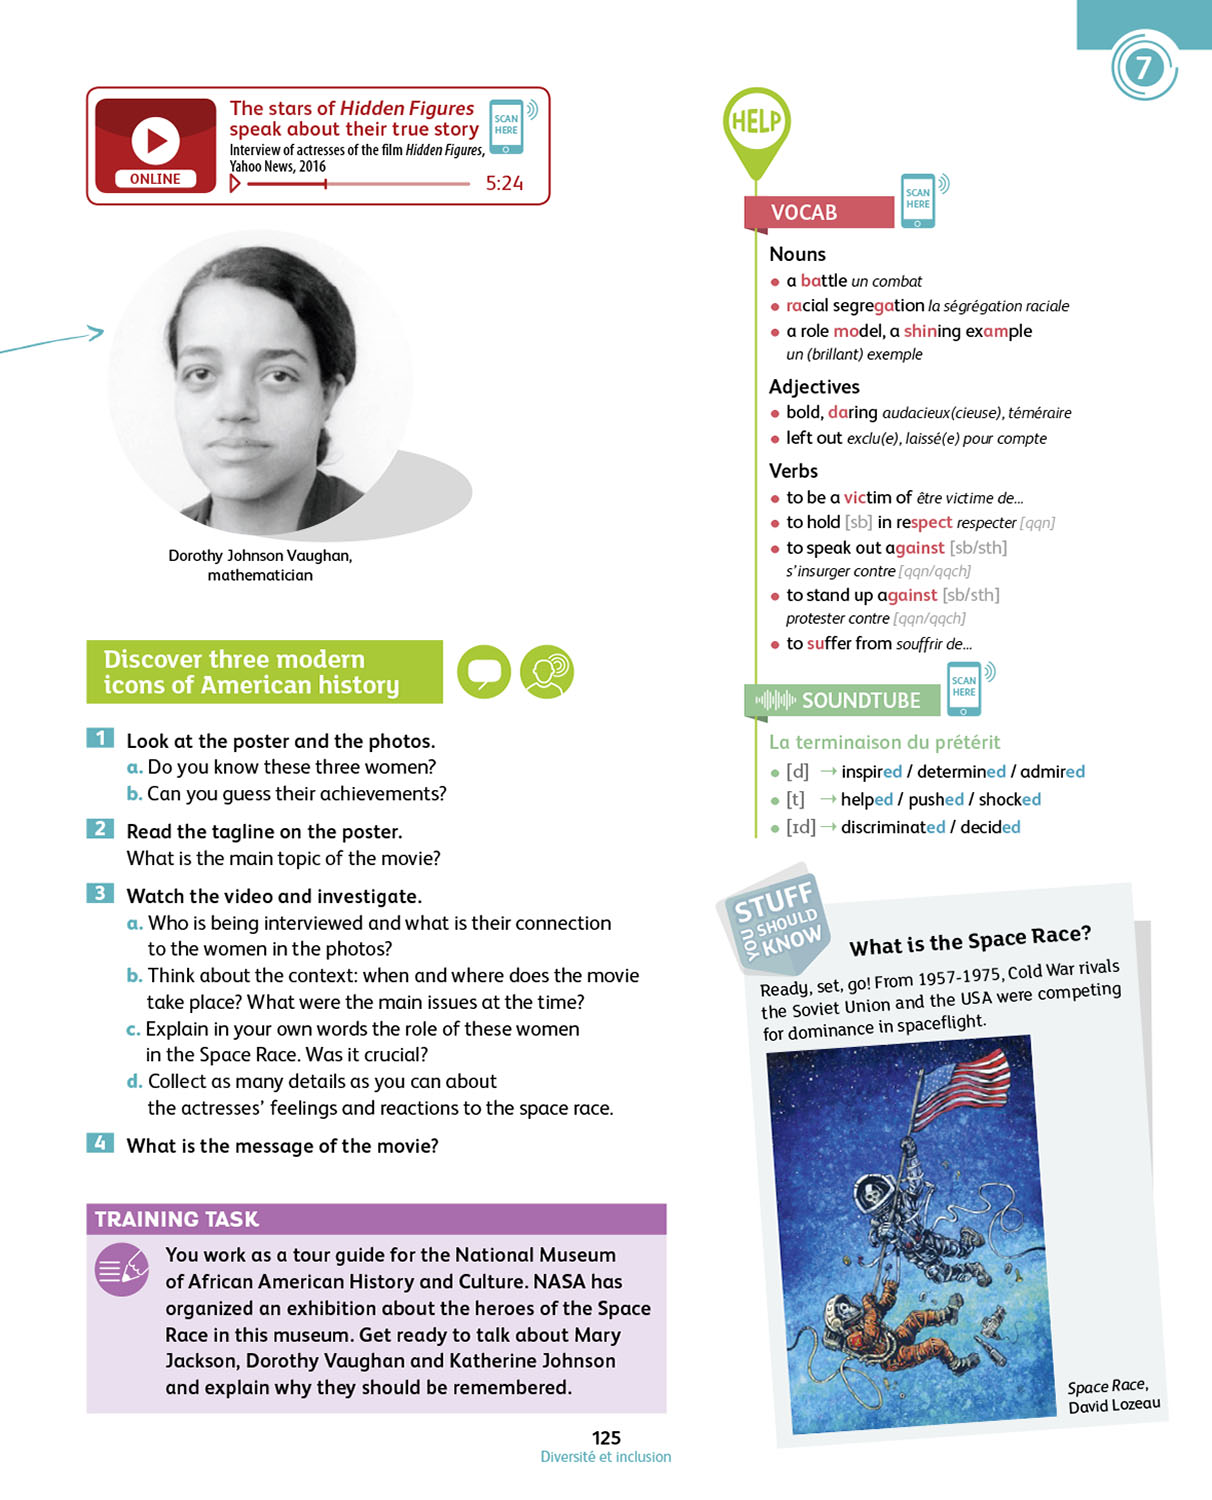 7
The stars of Hidden Figures
speak about their true story
Interview of actresses of the film Hidden Figures,
Yahoo News, 2016
ONLINE
5:24
SCAN
HERE
Dorothy Johnson Vaughan,
mathematician
Discover three modern
icons of American history
1 Look at the poster and the photos.
a. Do you know these three women?
b. Can you guess their achievements?
2 Read the tagline on the poster.
What is the main topic of the movie?
3 Watch the video and investigate.
a. Who is being interviewed and what is their connection
to the women in the photos?
b. Think about the context: when and where does the movie
take place? What were the main issues at the time?
c. Explain in your own words the role of these women
in the Space Race. Was it crucial?
d. Collect as many details as you can about
the actresses' feelings and reactions to the space race.
4 What is the message of the movie?
TRAINING TASK
You work as a tour guide for the National Museum
of African American History and Culture. NASA has
organized an exhibition about the heroes of the Space
Race in this museum. Get ready to talk about Mary
Jackson, Dorothy Vaughan and Katherine Johnson
and explain why they should be remembered.
HELP
VOCAB
SCAN
HERE
Nouns
• a battle un combat
• racial segregation la ségrégation raciale
• a role model, a shining example
un (brillant) exemple
Adjectives
• bold, daring audacieux(cieuse), téméraire
• left out exclu(e), laissé(e) pour compte
Verbs
• to be a victim of être victime de...
• to hold [sb] in respect respecter [qqn]
• to speak out against [sb/sth]
s'insurger contre [qqn/qqch]
• to stand up against [sb/sth]
protester contre [qqn/qqch]
• to suffer from souffrir de...
SOUNDTUBE
SCAN
HERE
La terminaison du prétérit
• [d] → inspired / determined / admired
• [t] → helped / pushed / shocked
• [ɪd] → discriminated / decided
STUFF
YOU SHOULD
KNOW
What is the Space Race?
Ready, set, go! From 1957-1975, Cold War rivals
the Soviet Union and the USA were competing
for dominance in spaceflight.
Space Race,
David Lozeau
125
Diversité et inclusion